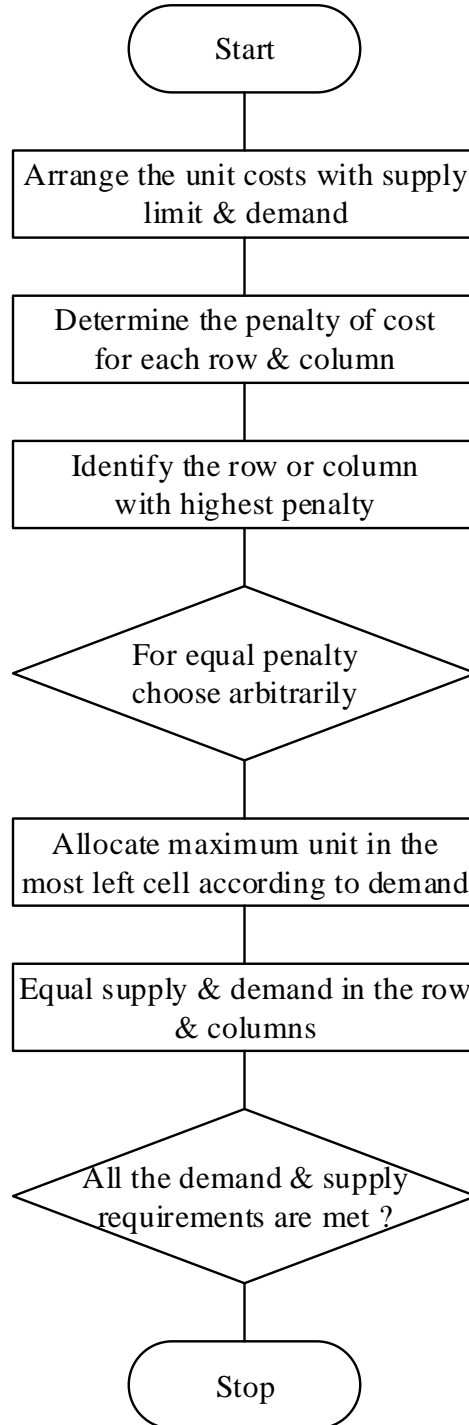 Start
Arrange the unit costs with supply
limit & demand
Determine the penalty of cost
for each row & column
Identify the row or column
with highest penalty
For equal penalty
choose arbitrarily
Allocate maximum unit in the
most left cell according to demand
Equal supply & demand in the row
& columns
All the demand & supply
requirements are met ?
Stop